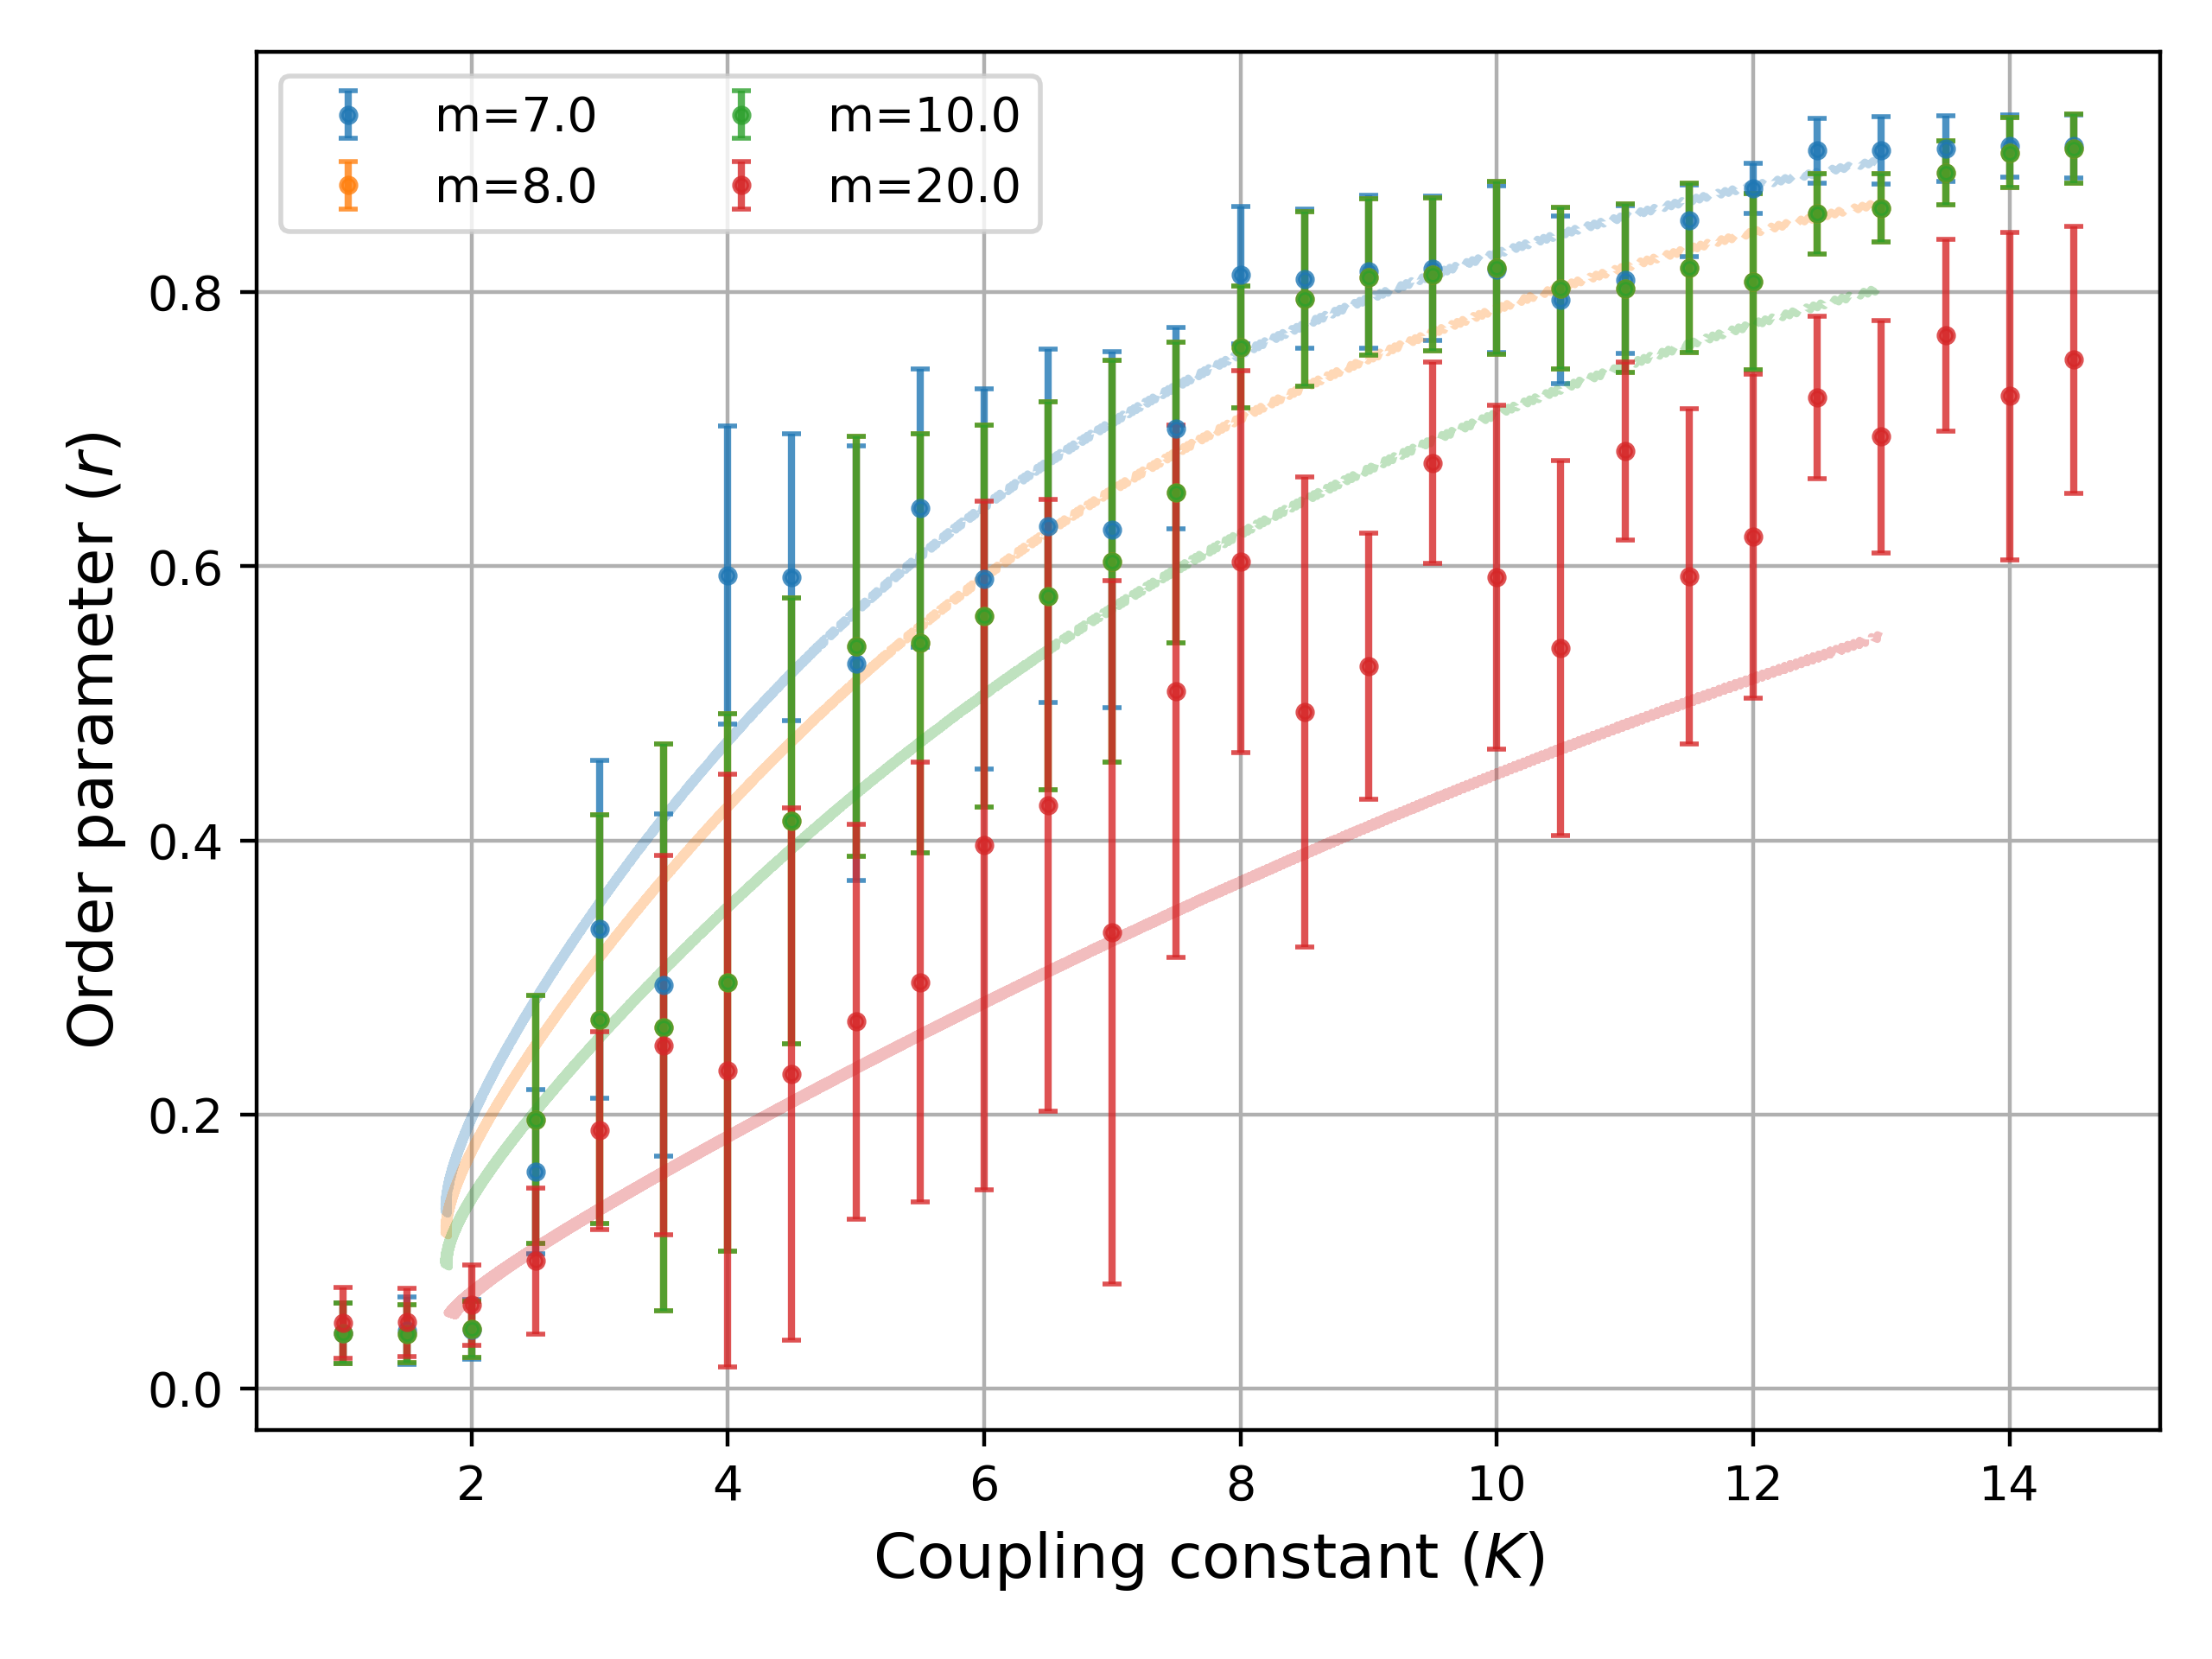 m=7.0
m=8.0
m=10.0
m=20.0
Order parameter (r)
0.8
0.6
0.4
0.2
0.0
2 4 6 8 10 12 14
Coupling constant (K)